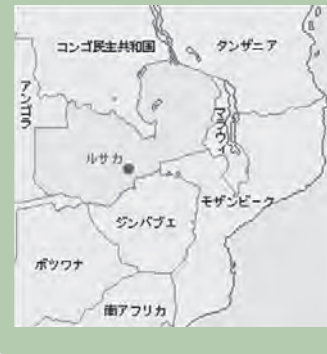 コンゴ民主共和国
タンザニア
アンゴラ
マラウィ
ルサカ
モザンビーク
ジンバブエ
ボツワナ
南アフリカ